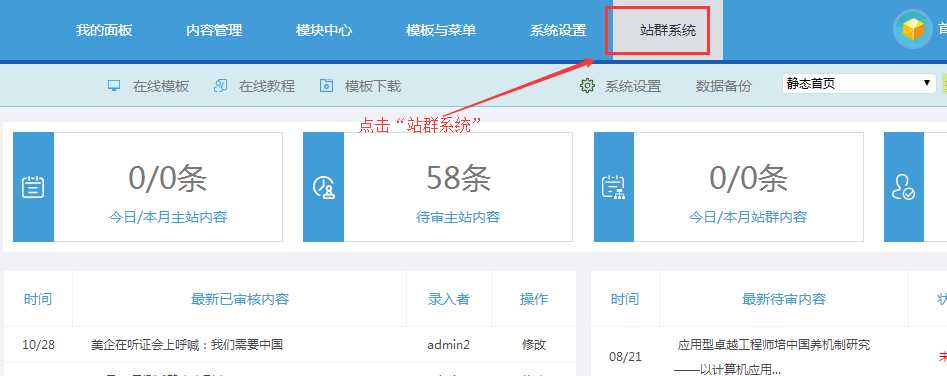 我的面板 内容管理 模块中心 模板与菜单 系统设置 站群系统 首
在线模板 在线教程 模板下载 系统设置 数据备份 静态首页
点击“站群系统”
0/0条 58条 0/0条
今日/本月主站内容 待审主站内容 今日/本月站群内容
时间 最新已审核内容 录入者 操作 时间 最新待审内容
10/28 美企在听证会上呼喊：我们需要中国 admin2 修改
08/21 应用型卓越工程师培中国养机制研究
——以计算机应用...